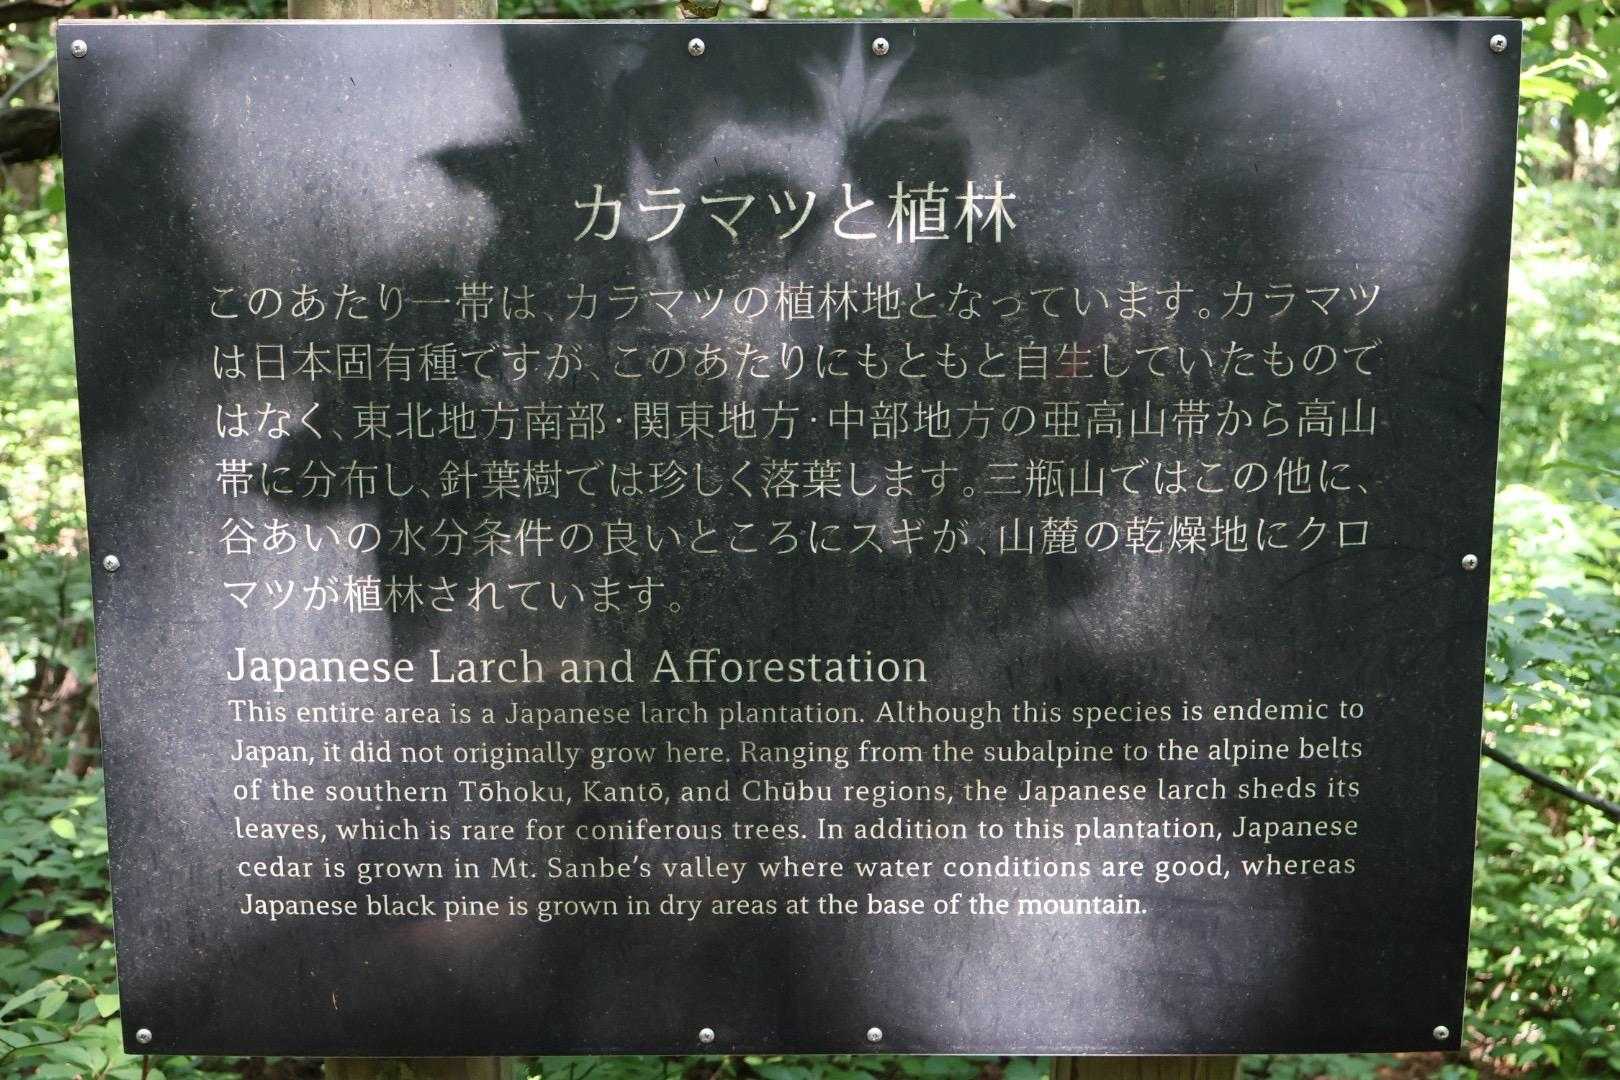 カラマツと植林
このあたり一帯は、カラマツの植林地となっています。カラマツ
は日本固有種ですが、このあたりにもともと自生していたもので
はなく、東北地方南部・関東地方・中部地方の亜高山帯から高山
帯に分布し、針葉樹では珍しく落葉します。三瓶山ではこの他に、
谷あいの水分条件の良いところにスギが、山麓の乾燥地にクロ
マツが植林されています。
Japanese Larch and Afforestation
This entire area is a Japanese larch plantation. Although this species is endemic to
Japan, it did not originally grow here. Ranging from the subalpine to the alpine belts
of the southern Tōhoku, Kantō, and Chūbu regions, the Japanese larch sheds its
leaves, which is rare for coniferous trees. In addition to this plantation, Japanese
cedar is grown in Mt. Sanbe’s valley where water conditions are good, whereas
Japanese black pine is grown in dry areas at the base of the mountain.